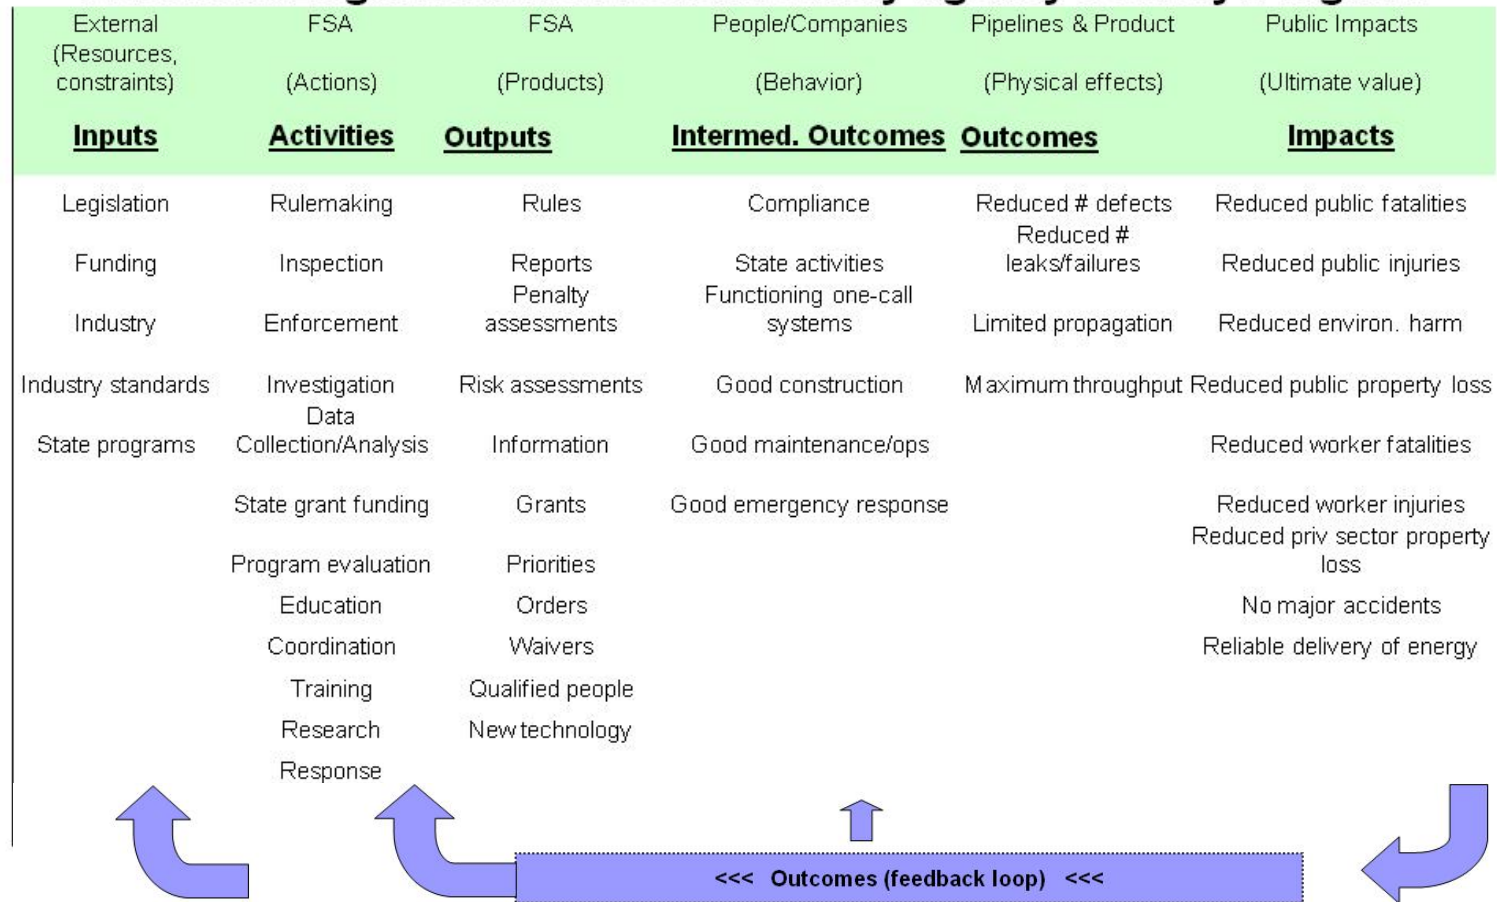 External FSA FSA People/Companies Pipelines & Product Public Impacts
(Resources,
constraints) (Actions) (Products) (Behavior) (Physical effects) (Ultimate value)
Inputs Activities Outputs Intermed. Outcomes Outcomes Impacts
Legislation Rulemaking Rules Compliance Reduced # defects Reduced public fatalities
Reduced #
Funding Inspection Reports State activities leaks/failures Reduced public injuries
Penalty Functioning one-call
Industry Enforcement assessments systems Limited propagation Reduced environ. harm
Industry standards Investigation Risk assessments Good construction Maximum throughput Reduced public property loss
Data
State programs Collection/Analysis Information Good maintenance/ops Reduced worker fatalities
State grant funding Grants Good emergency response Reduced worker injuries
Reduced priv sector property
Program evaluation Priorities loss
Education Orders No major accidents
Coordination Waivers Reliable delivery of energy
Training Qualified people
Research New technology
Response
<<< Outcomes (feedback loop) <<<